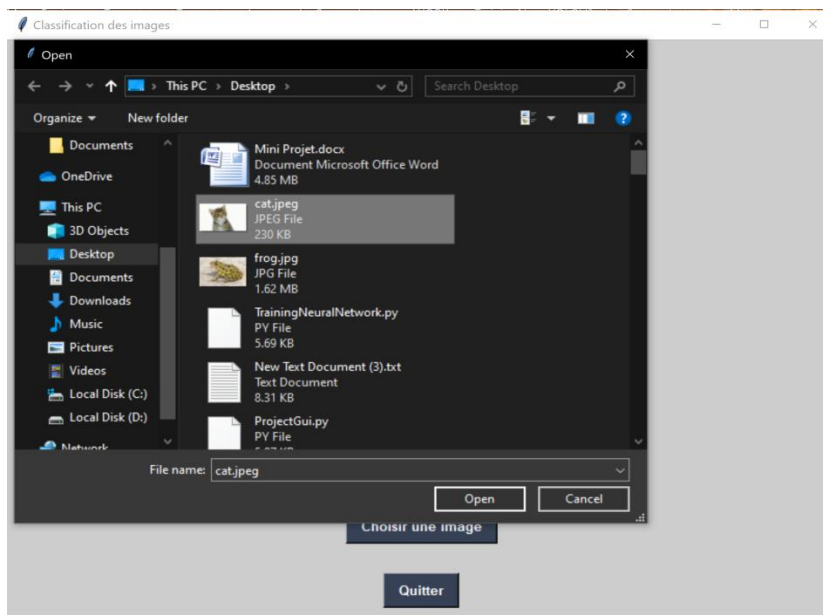 Classification des images
Open
This PC
Desktop
Search Desktop
Organize
New folder
Documents
OneDrive
This PC
3D Objects
Desktop
Documents
Downloads
Music
Pictures
Videos
Local Disk (C:)
Local Disk (D:)
Network
Mini Projet.docx
Document Microsoft Office Word
4.85 MB
cat.jpeg
JPEG File
230 KB
frog.jpg
JPG File
1.62 MB
TrainingNeuralNetwork.py
PY File
5.69 KB
New Text Document (3).txt
Text Document
8.31 KB
ProjectGui.py
PY File
File name: cat.jpeg
Open
Cancel
Choisir une image
Quitter